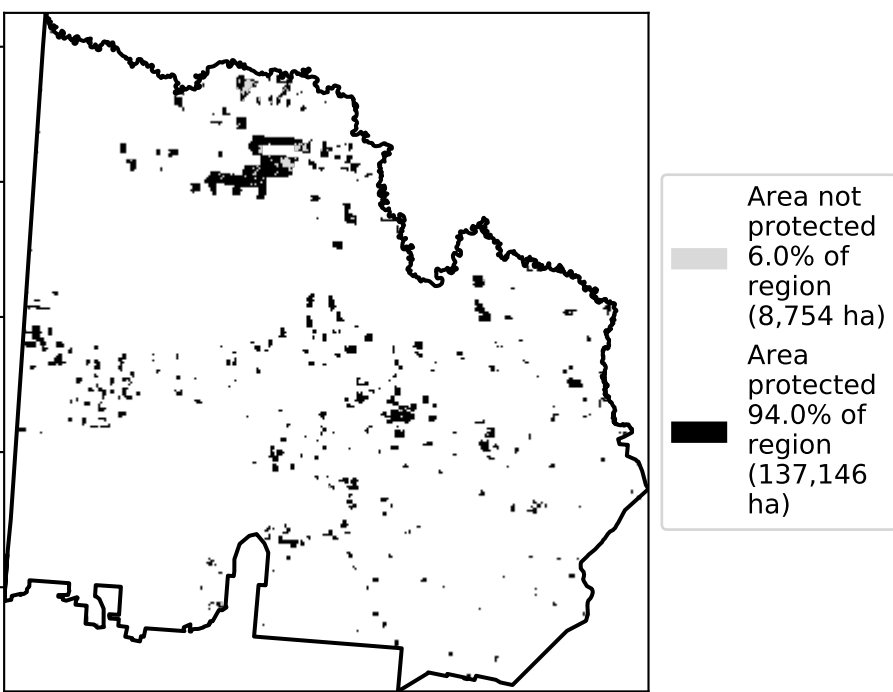 Area not
protected
6.0% of
region
(8,754 ha)
Area
protected
94.0% of
region
(137,146
ha)